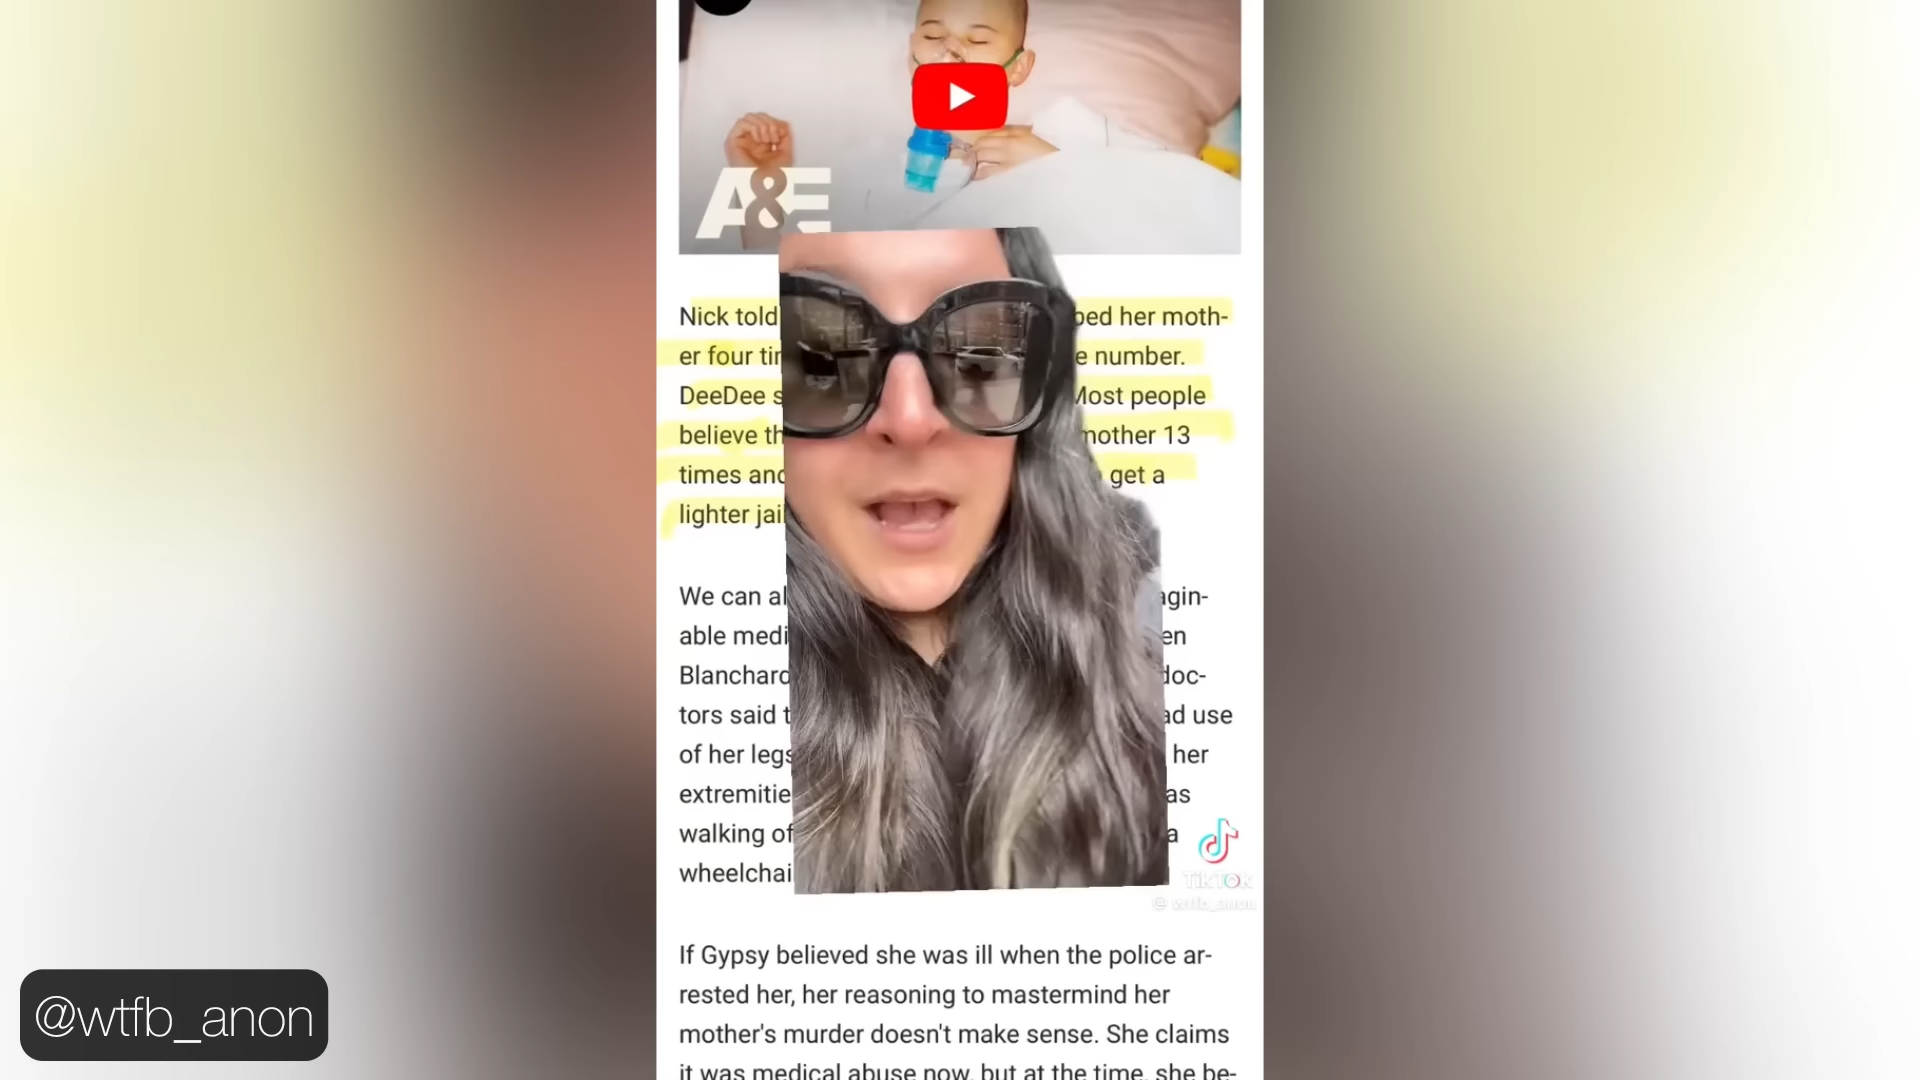 A&E
Nick told bed her moth-
er four tim e number.
DeeDee s Most people
believe th mother 13
times and get a
lighter jail
We can al agin-
able medi en
Blanchard doc-
tors said t ad use
of her legs her
extremitie as
walking of a
wheelchai
TikTok
@ wtfb_anon
If Gypsy believed she was ill when the police ar-
rested her, her reasoning to mastermind her
mother's murder doesn't make sense. She claims
it was medical abuse now, but at the time, she be-
@wtfb_anon